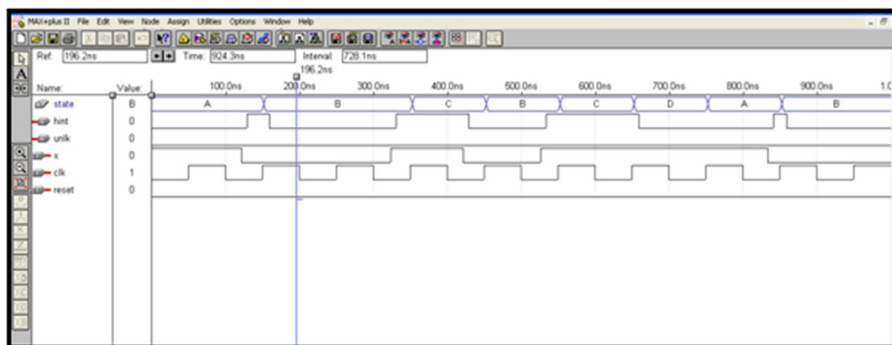 MAX+plus II File Edit View Node Assign Utilities Options Window Help
Ref: 196.2ns Time: 924.3ns Interval: 728.1ns
196.2ns
Name: Value: 100.0ns 200.0ns 300.0ns 400.0ns 500.0ns 600.0ns 700.0ns 800.0ns 900.0ns 1.0
state B A B C B C D A B
hint 0
unlk 0
x 0
clk 1
reset 0